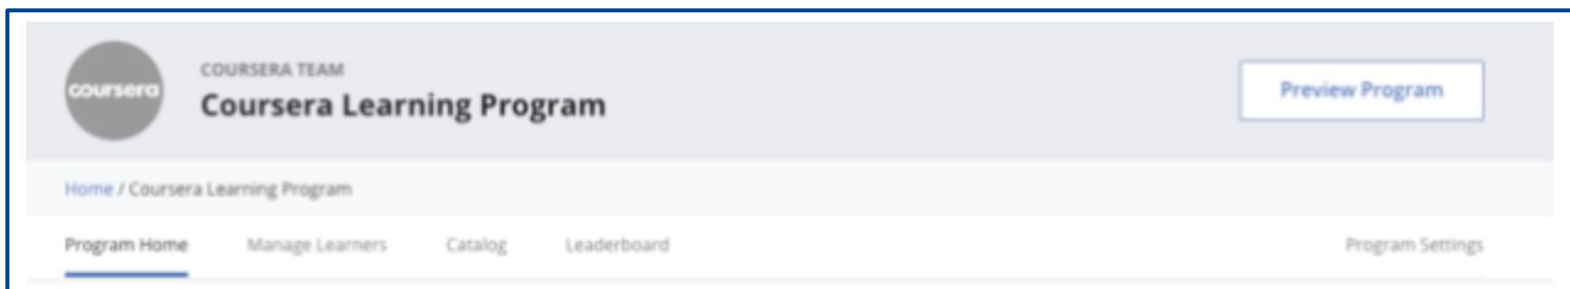 coursera
COURSERA TEAM
Coursera Learning Program
Preview Program
Home / Coursera Learning Program
Program Home Manage Learners Catalog Leaderboard Program Settings